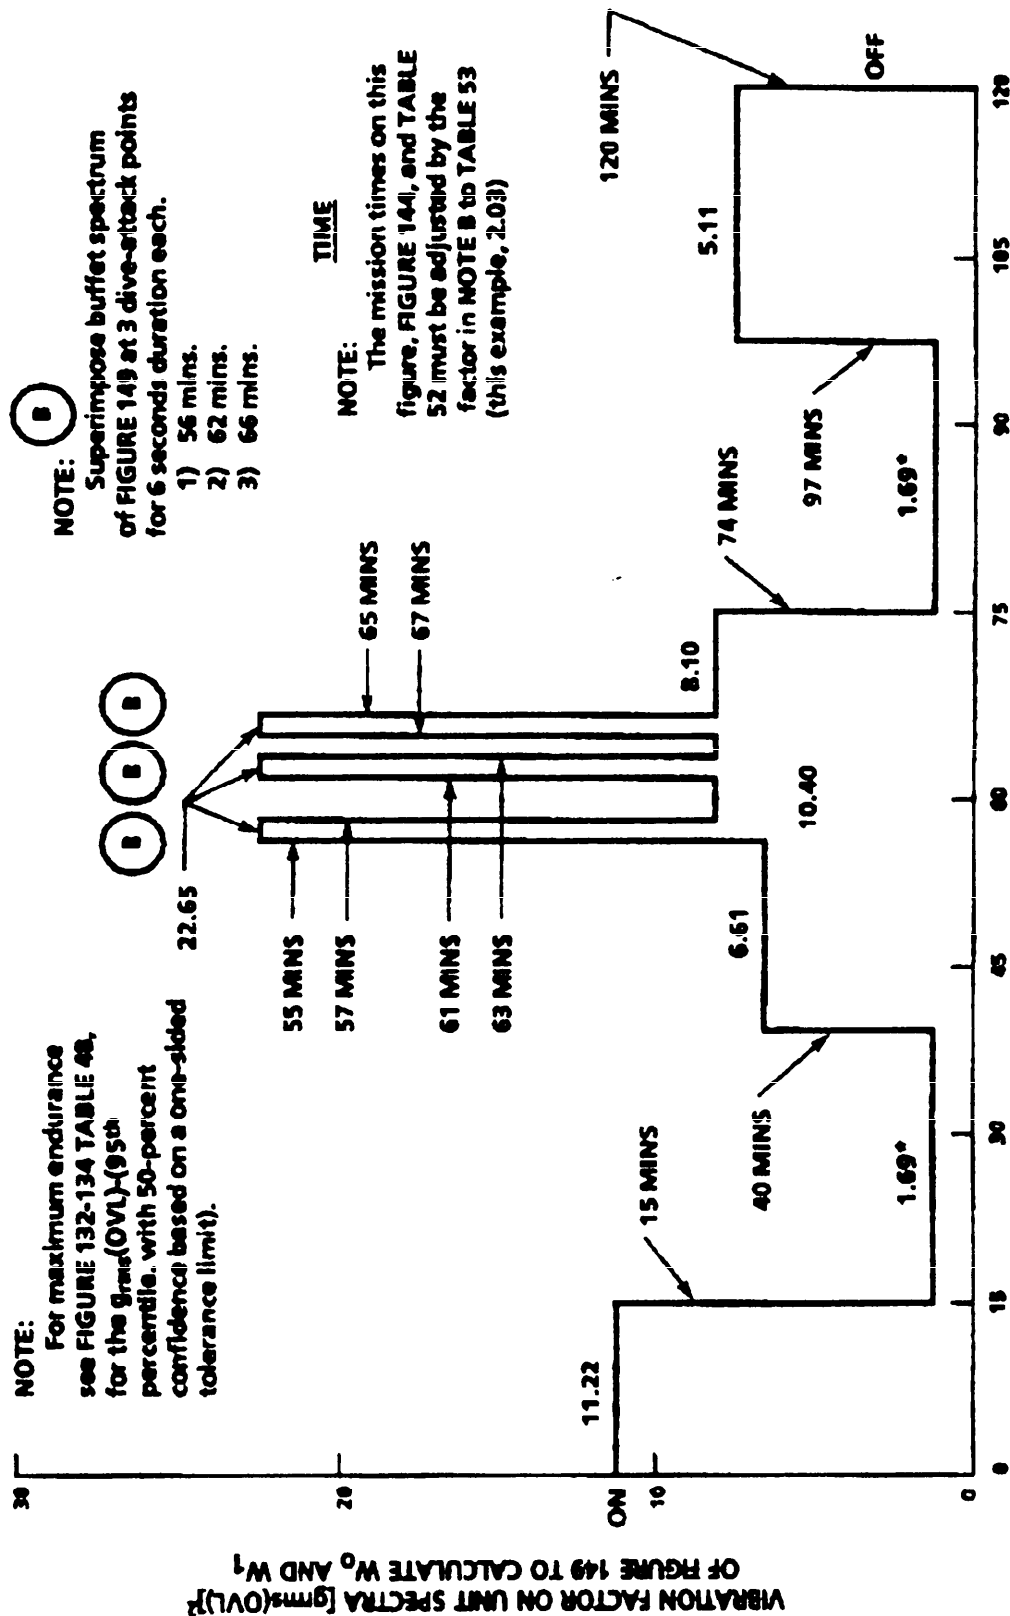 NOTE:
For maximum endurance
see FIGURE 132-134 TABLE 48,
for the grms(OVL)-(95th
percentile. with 50-percent
confidence based on a one-sided
tolerance limit).
NOTE: B
Superimpose buffet spectrum
of FIGURE 149 at 3 dive-attack points
for 6 seconds duration each.
1) 56 mins.
2) 62 mins.
3) 66 mins.
TIME
NOTE:
The mission times on this
figure, FIGURE 144, and TABLE
52 must be adjusted by the
factor in NOTE B to TABLE 53
(this example, 2.03)
B B B
22.65
55 MINS
57 MINS
61 MINS
63 MINS
65 MINS
67 MINS
15 MINS
40 MINS
74 MINS
97 MINS
120 MINS
11.22
1.69*
6.61
10.40
8.10
1.69*
5.11
ON
OFF
30
20
10
0
0 15 30 45 60 75 90 105 120
VIBRATION FACTOR ON UNIT SPECTRA [grms(OVL)]²
OF FIGURE 149 TO CALCULATE W₀ AND W₁